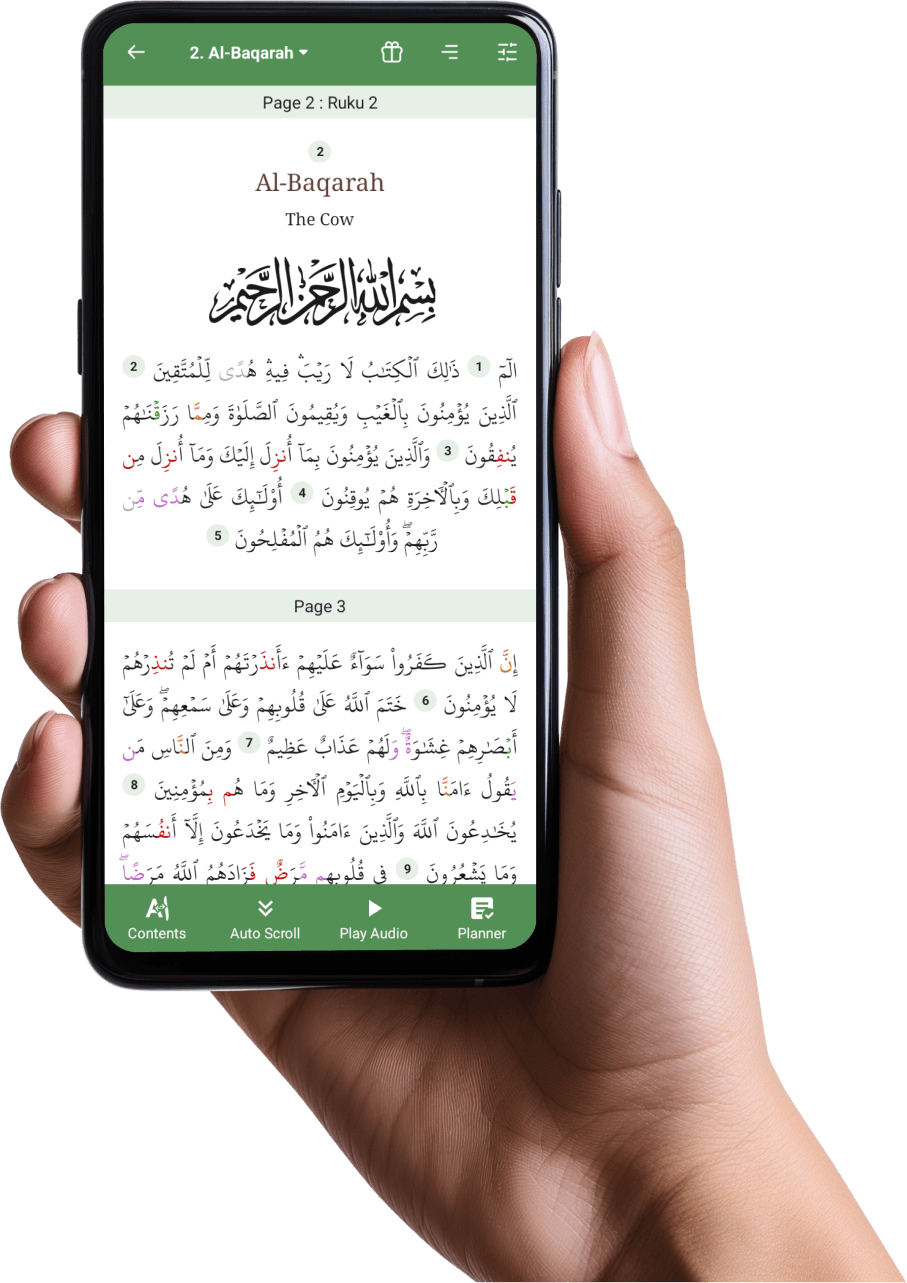 2. Al-Baqarah
Page 2 : Ruku 2
2
Al-Baqarah
The Cow
بِسْمِ ٱللَّهِ ٱلرَّحْمَٰنِ ٱلرَّحِيمِ
الٓمٓ 1 ذَٰلِكَ ٱلْكِتَٰبُ لَا رَيْبَ ۛ فِيهِ ۛ هُدًى لِّلْمُتَّقِينَ 2
ٱلَّذِينَ يُؤْمِنُونَ بِٱلْغَيْبِ وَيُقِيمُونَ ٱلصَّلَوٰةَ وَمِمَّا رَزَقْنَٰهُمْ
يُنفِقُونَ 3 وَٱلَّذِينَ يُؤْمِنُونَ بِمَآ أُنزِلَ إِلَيْكَ وَمَآ أُنزِلَ مِن
قَبْلِكَ وَبِٱلْـَٔاخِرَةِ هُمْ يُوقِنُونَ 4 أُو۟لَٰٓئِكَ عَلَىٰ هُدًى مِّن
رَّبِّهِمْ ۖ وَأُو۟لَٰٓئِكَ هُمُ ٱلْمُفْلِحُونَ 5
Page 3
إِنَّ ٱلَّذِينَ كَفَرُوا۟ سَوَآءٌ عَلَيْهِمْ ءَأَنذَرْتَهُمْ أَمْ لَمْ تُنذِرْهُمْ
لَا يُؤْمِنُونَ 6 خَتَمَ ٱللَّهُ عَلَىٰ قُلُوبِهِمْ وَعَلَىٰ سَمْعِهِمْ ۖ وَعَلَىٰٓ
أَبْصَٰرِهِمْ غِشَٰوَةٌ ۖ وَلَهُمْ عَذَابٌ عَظِيمٌ 7 وَمِنَ ٱلنَّاسِ مَن
يَقُولُ ءَامَنَّا بِٱللَّهِ وَبِٱلْيَوْمِ ٱلْـَٔاخِرِ وَمَا هُم بِمُؤْمِنِينَ 8
يُخَٰدِعُونَ ٱللَّهَ وَٱلَّذِينَ ءَامَنُوا۟ وَمَا يَخْدَعُونَ إِلَّآ أَنفُسَهُمْ
وَمَا يَشْعُرُونَ 9 فِى قُلُوبِهِم مَّرَضٌ فَزَادَهُمُ ٱللَّهُ مَرَضًا ۖ
Contents
Auto Scroll
Play Audio
Planner